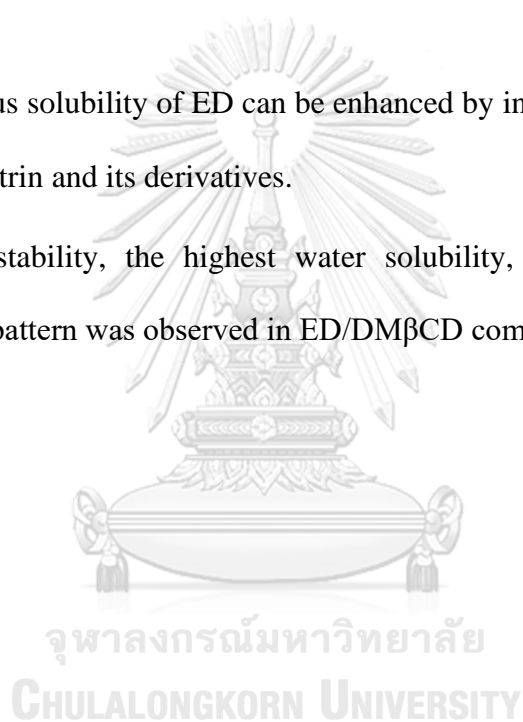 us solubility of ED can be enhanced by in
trin and its derivatives.
stability, the highest water solubility,
pattern was observed in ED/DMβCD com
จุฬาลงกรณ์มหาวิทยาลัย
CHULALONGKORN UNIVERSITY